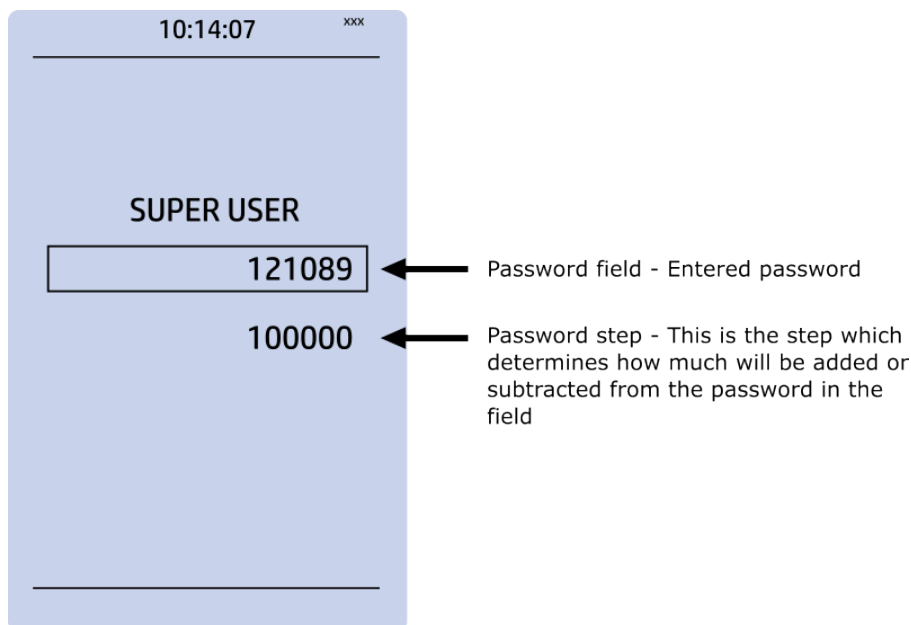 10:14:07 xxx
SUPER USER
121089
Password field - Entered password
100000
Password step - This is the step which
determines how much will be added or
subtracted from the password in the
field